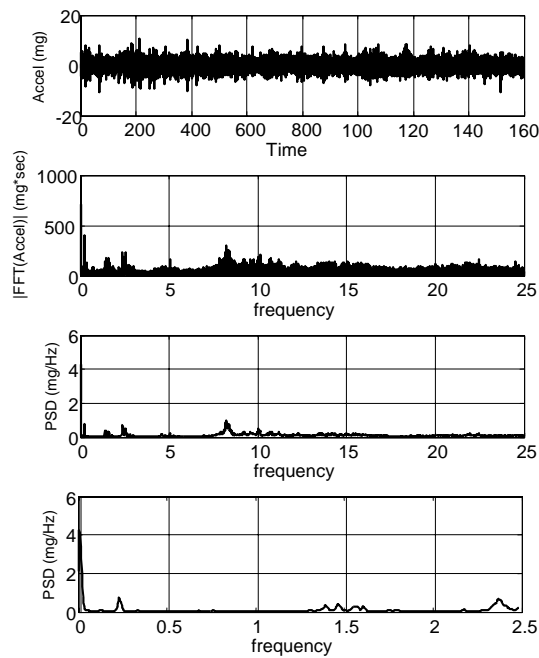 Accel (mg)
20
0
-20
0 200 400 600 800 100 120 140 160
Time
|FFT(Accel)| (mg*sec)
1000
500
0
0 5 10 15 20 25
frequency
PSD (mg/Hz)
6
4
2
0
0 5 10 15 20 25
frequency
PSD (mg/Hz)
6
4
2
0
0 0.5 1 1.5 2 2.5
frequency